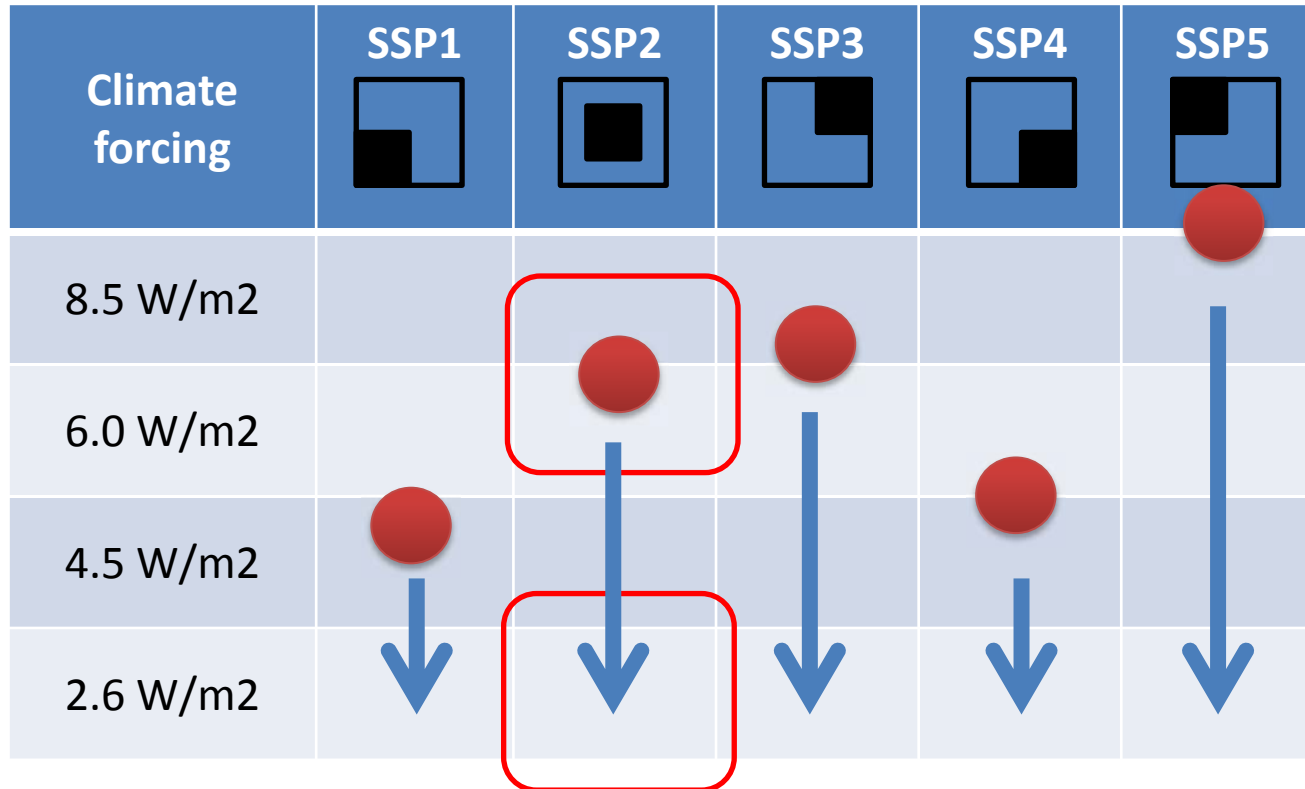 Climate
forcing
SSP1
SSP2
SSP3
SSP4
SSP5
8.5 W/m2
6.0 W/m2
4.5 W/m2
2.6 W/m2